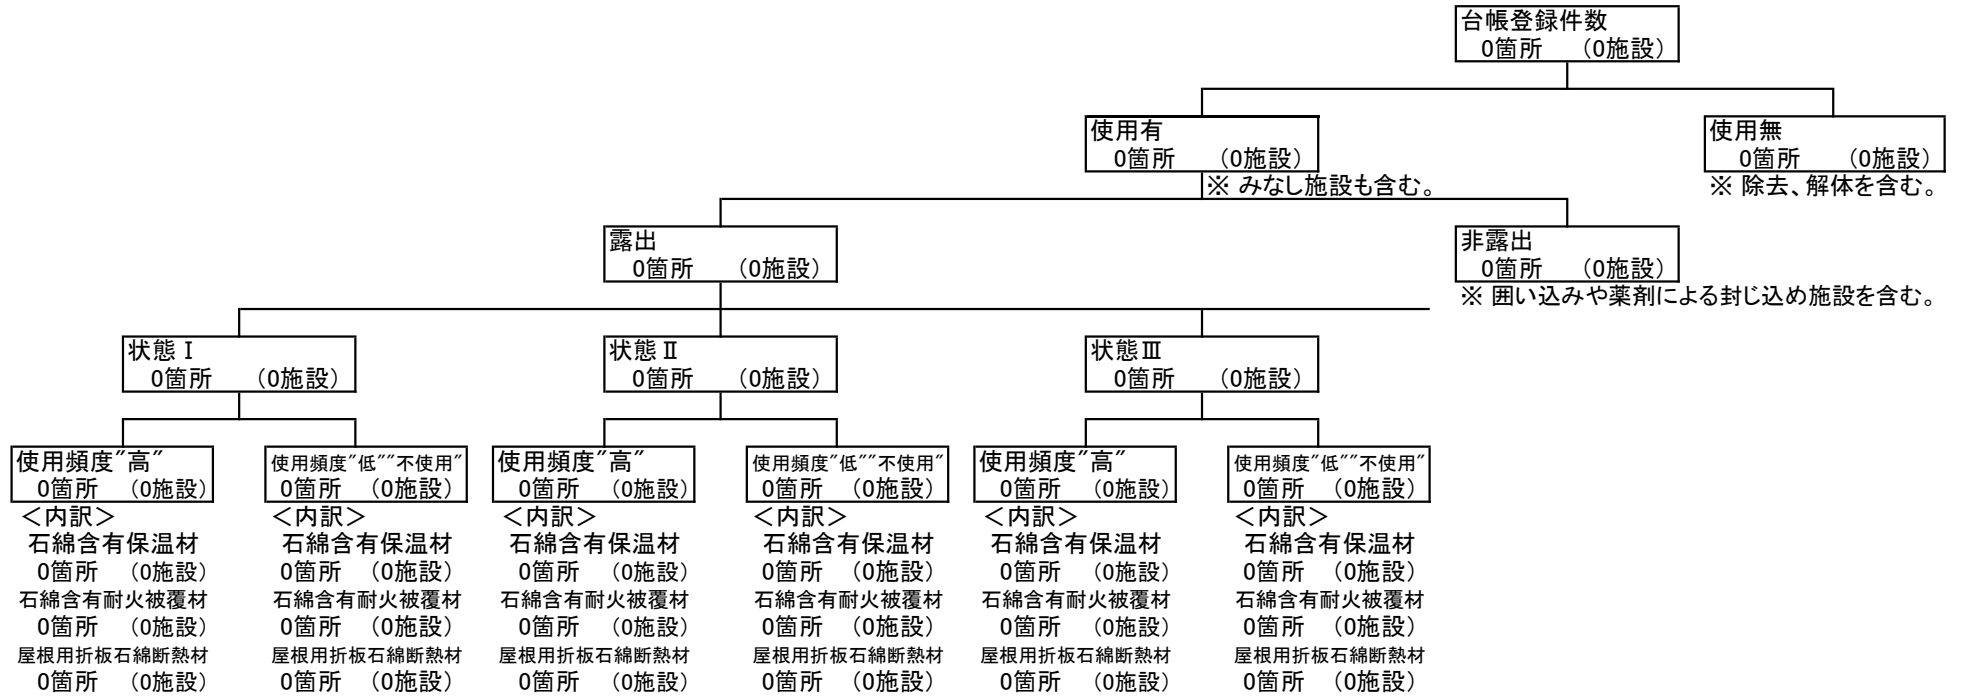 台帳登録件数
0箇所 （0施設）
使用有
0箇所 （0施設）
※ みなし施設も含む。
使用無
0箇所 （0施設）
※ 除去、解体を含む。
露出
0箇所 （0施設）
非露出
0箇所 （0施設）
※ 囲い込みや薬剤による封じ込め施設を含む。
状態Ⅰ
0箇所 （0施設）
状態Ⅱ
0箇所 （0施設）
状態Ⅲ
0箇所 （0施設）
使用頻度"高"
0箇所 （0施設）
＜内訳＞
石綿含有保温材
0箇所 （0施設）
石綿含有耐火被覆材
0箇所 （0施設）
屋根用折板石綿断熱材
0箇所 （0施設）
使用頻度"低""不使用"
0箇所 （0施設）
＜内訳＞
石綿含有保温材
0箇所 （0施設）
石綿含有耐火被覆材
0箇所 （0施設）
屋根用折板石綿断熱材
0箇所 （0施設）
使用頻度"高"
0箇所 （0施設）
＜内訳＞
石綿含有保温材
0箇所 （0施設）
石綿含有耐火被覆材
0箇所 （0施設）
屋根用折板石綿断熱材
0箇所 （0施設）
使用頻度"低""不使用"
0箇所 （0施設）
＜内訳＞
石綿含有保温材
0箇所 （0施設）
石綿含有耐火被覆材
0箇所 （0施設）
屋根用折板石綿断熱材
0箇所 （0施設）
使用頻度"高"
0箇所 （0施設）
＜内訳＞
石綿含有保温材
0箇所 （0施設）
石綿含有耐火被覆材
0箇所 （0施設）
屋根用折板石綿断熱材
0箇所 （0施設）
使用頻度"低""不使用"
0箇所 （0施設）
＜内訳＞
石綿含有保温材
0箇所 （0施設）
石綿含有耐火被覆材
0箇所 （0施設）
屋根用折板石綿断熱材
0箇所 （0施設）